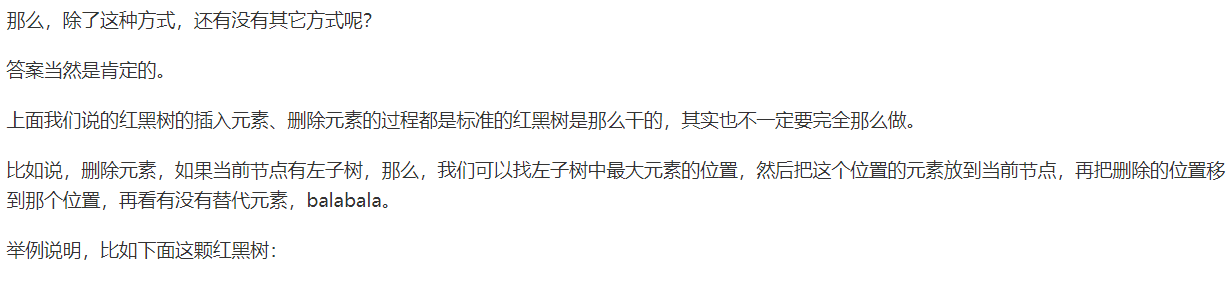 那么，除了这种方式，还有没有其它方式呢？
答案当然是肯定的。
上面我们说的红黑树的插入元素、删除元素的过程都是标准的红黑树是那么干的，其实也不一定要完全那么做。
比如说，删除元素，如果当前节点有左子树，那么，我们可以找左子树中最大元素的位置，然后把这个位置的元素放到当前节点，再把删除的位置移
到那个位置，再看有没有替代元素，balabala。
举例说明，比如下面这颗红黑树：